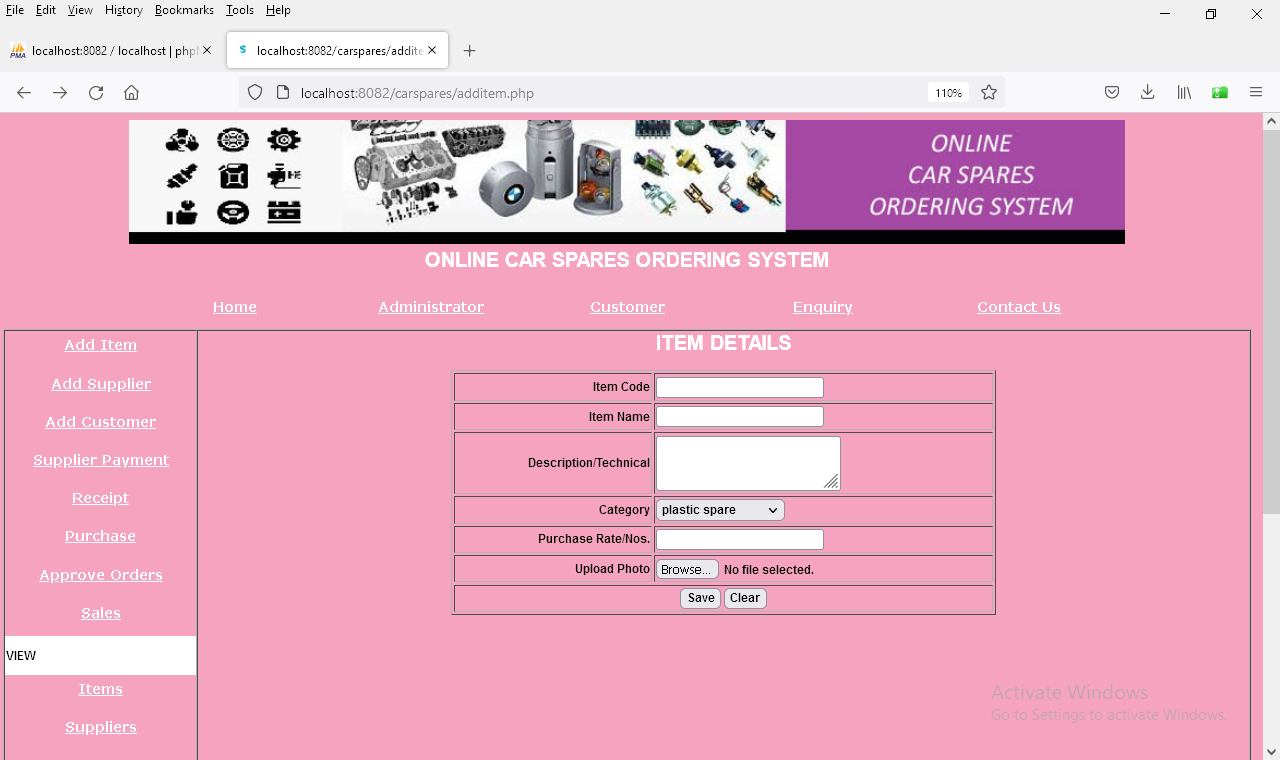 File Edit View History Bookmarks Tools Help
PMA localhost:8082 / localhost | php
S localhost:8082/carspares/addite
localhost:8082/carspares/additem.php 110%
ONLINE
CAR SPARES
ORDERING SYSTEM
ONLINE CAR SPARES ORDERING SYSTEM
Home Administrator Customer Enquiry Contact Us
Add Item
Add Supplier
Add Customer
Supplier Payment
Receipt
Purchase
Approve Orders
Sales
VIEW
Items
Suppliers
ITEM DETAILS
Item Code
Item Name
Description/Technical
Category plastic spare
Purchase Rate/Nos.
Upload Photo Browse... No file selected.
Save Clear
Activate Windows
Go to Settings to activate Windows.